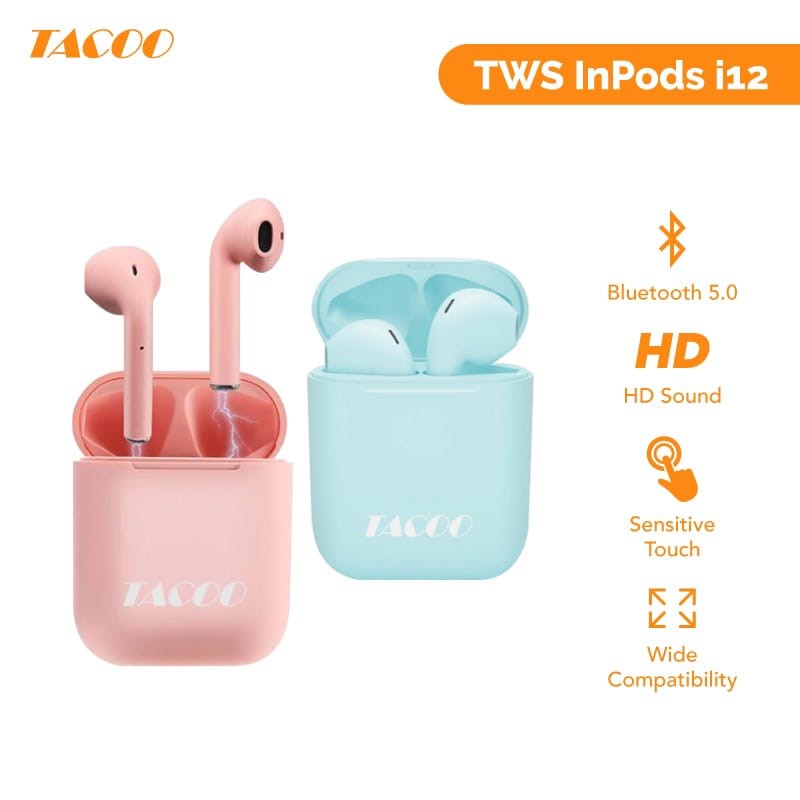 TACOO
TWS InPods i12
Bluetooth 5.0
HD
HD Sound
Sensitive
Touch
Wide
Compatibility
TACOO
TACOO